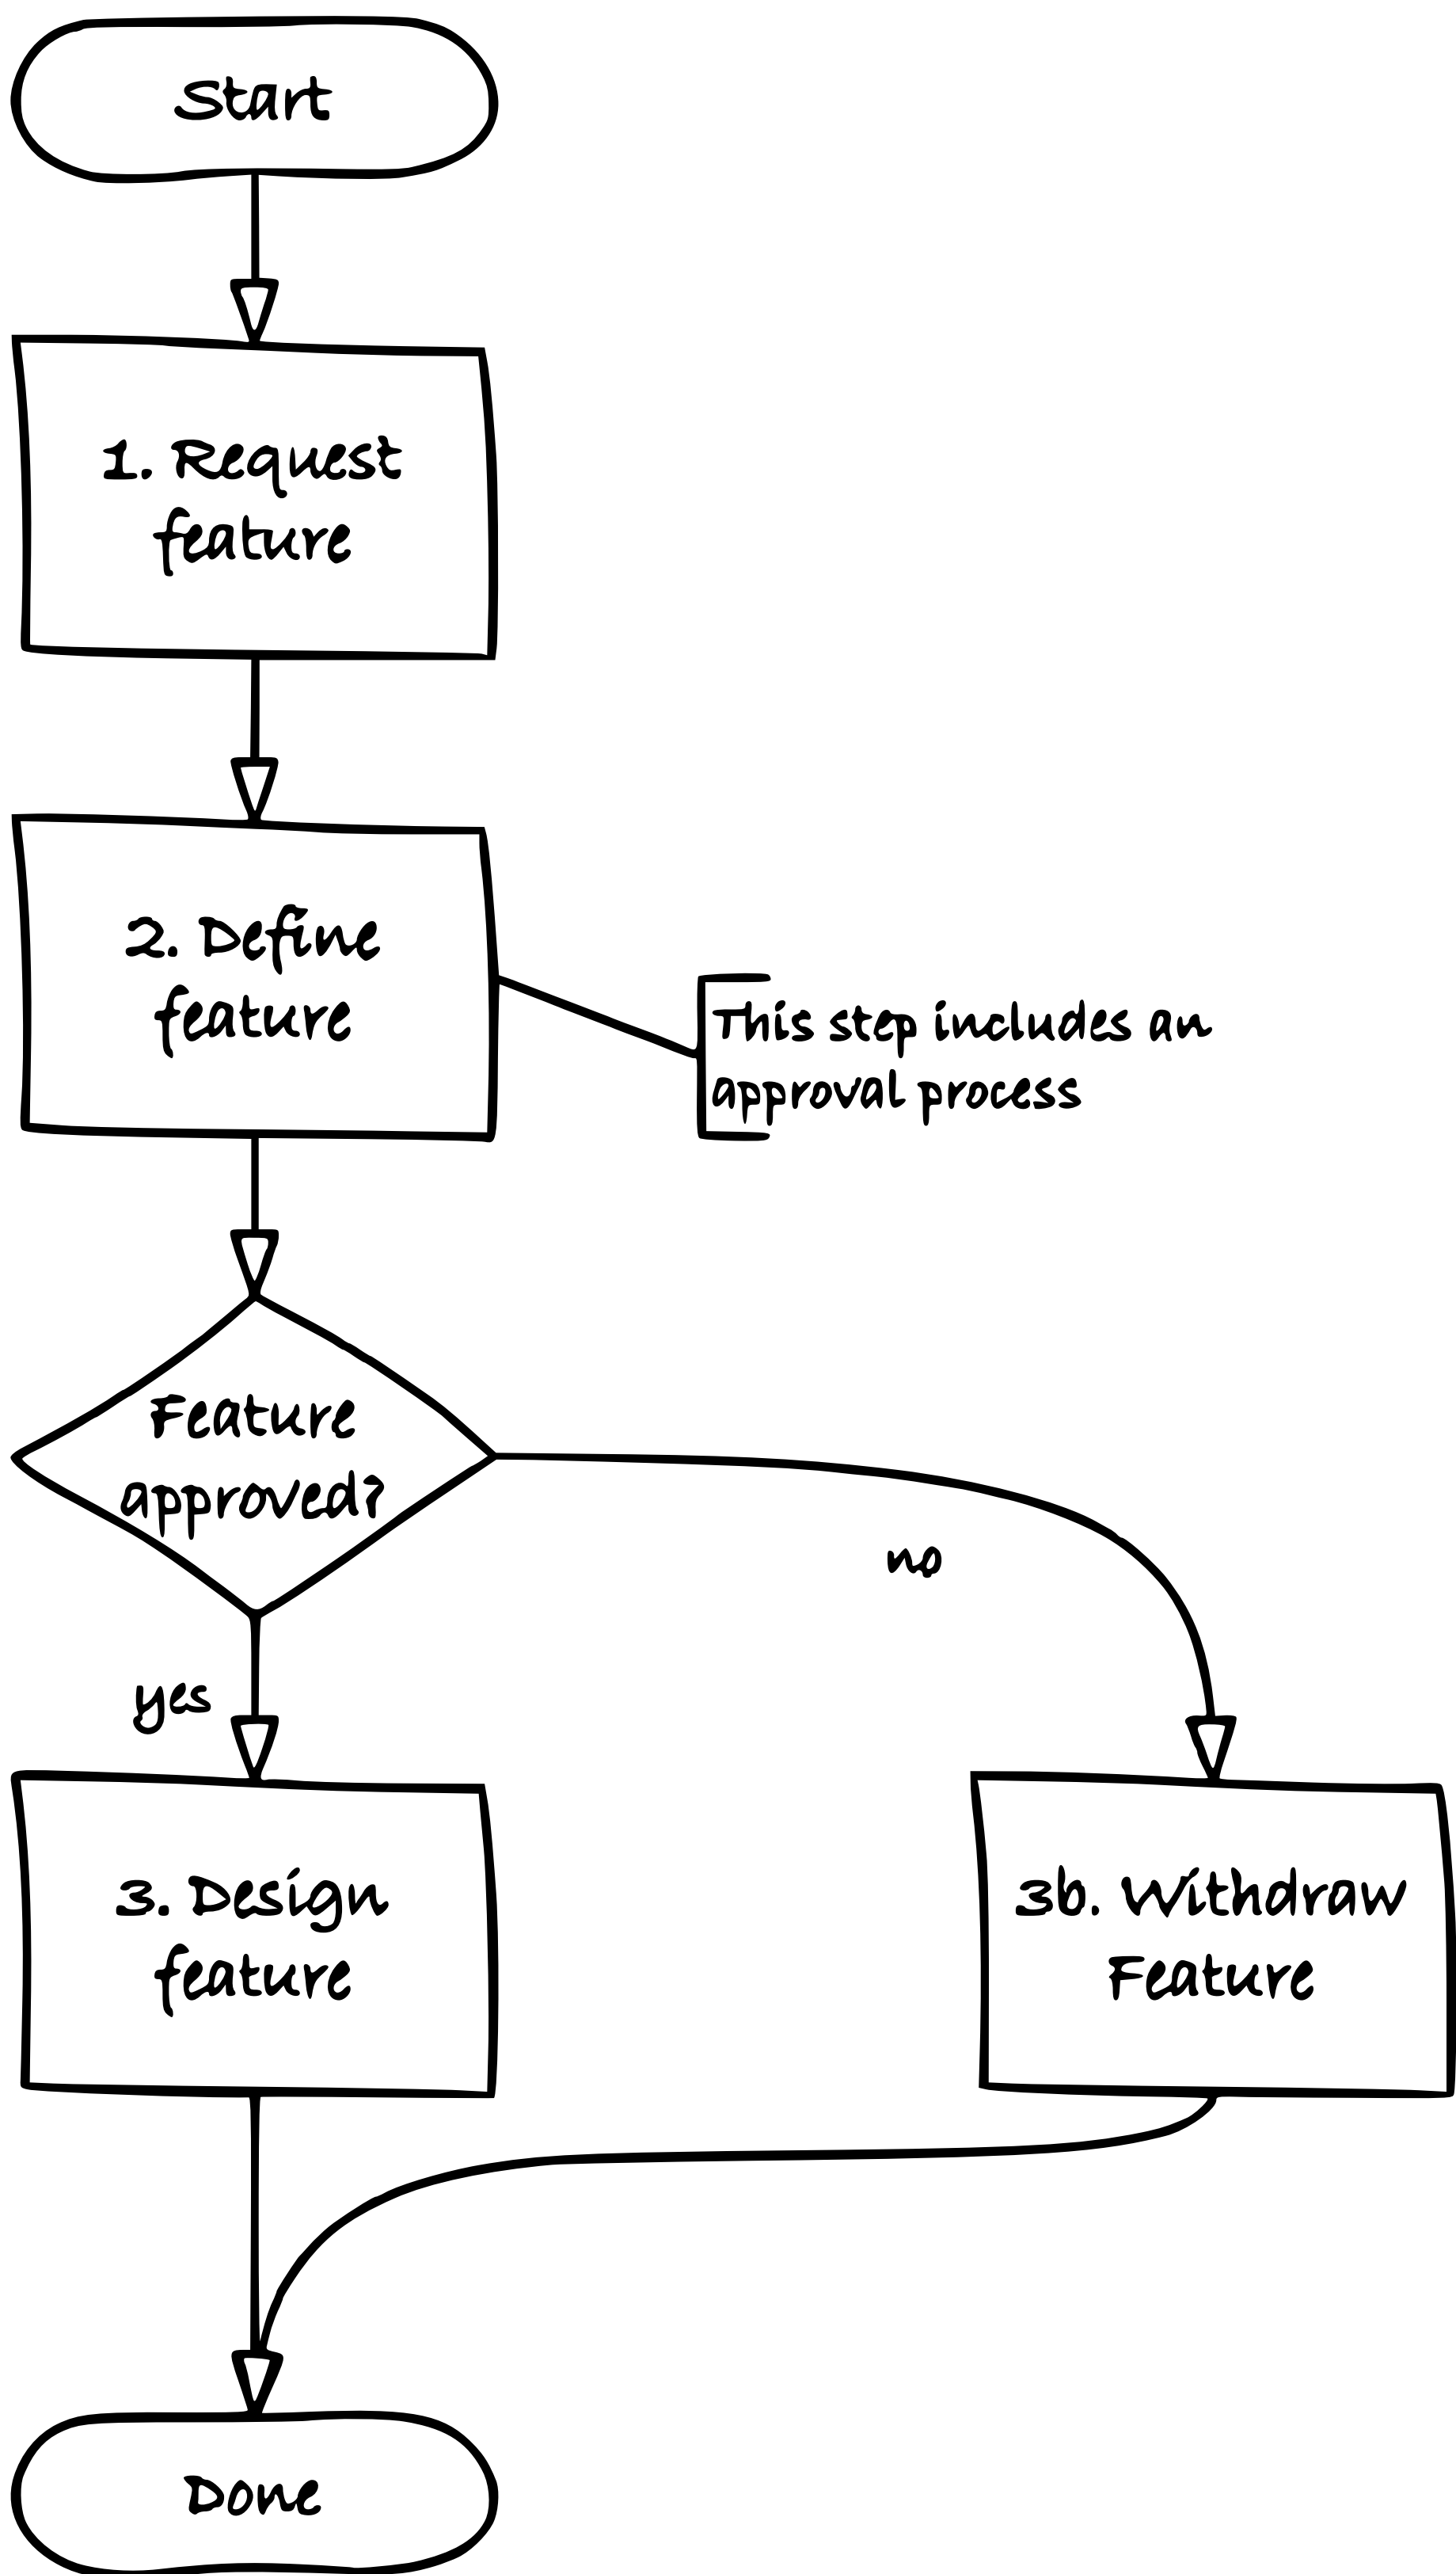 Start
1. Request
feature
2. Define
feature
This step includes an
approval process
Feature
approved?
no
yes
3. Design
feature
3b. Withdraw
Feature
Done